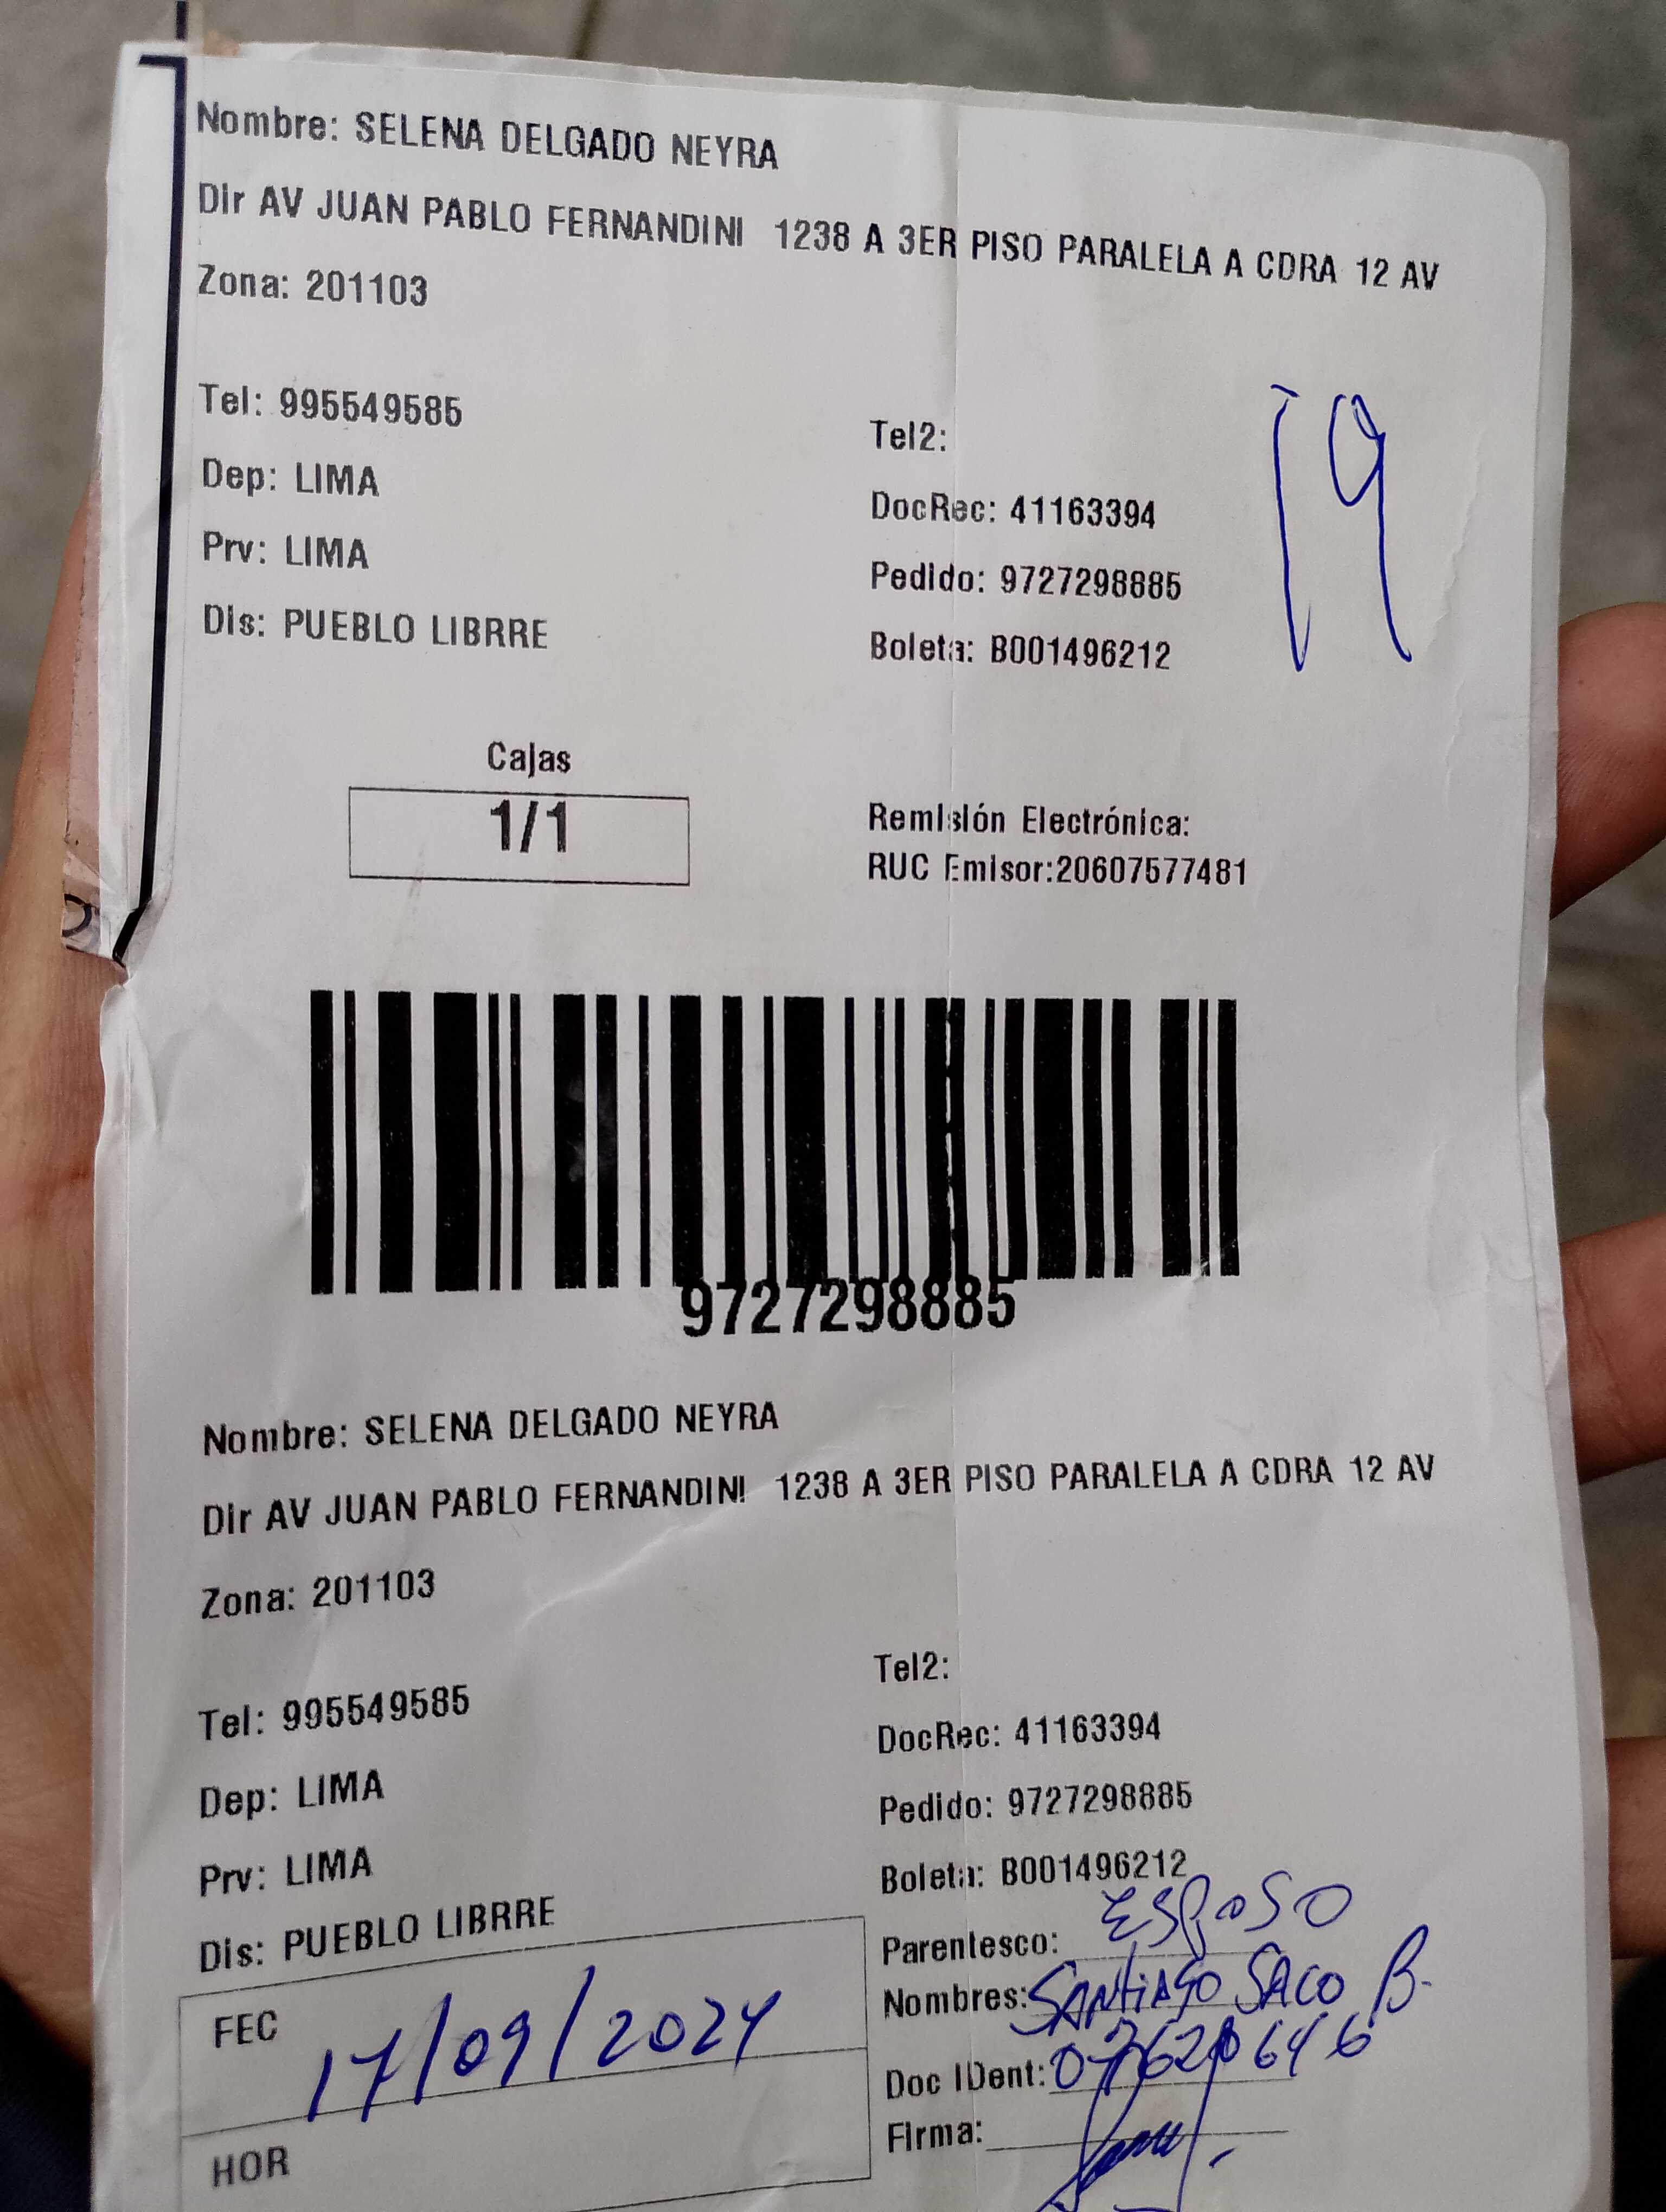 Nombre: SELENA DELGADO NEYRA
Dir AV JUAN PABLO FERNANDINI 1238 A 3ER PISO PARALELA A CDRA 12 AV
Zona: 201103
19
Tel: 995549585
Tel2:
Dep: LIMA
DocRec: 41163394
Prv: LIMA
Pedido: 9727298885
Dis: PUEBLO LIBRRE
Boleta: B001496212
Cajas
1/1
Remisión Electrónica:
RUC Emisor:20607577481
9727298885
Nombre: SELENA DELGADO NEYRA
Dir AV JUAN PABLO FERNANDINI 1238 A 3ER PISO PARALELA A CDRA 12 AV
Zona: 201103
Tel2:
Tel: 995549585
DocRec: 41163394
Dep: LIMA
Pedido: 9727298885
Prv: LIMA
Boleta: B001496212
Dis: PUEBLO LIBRRE
Parentesco: ESPOSO
Nombres: SANTIAGO SACO B.
FEC 17/09/2024
Doc IDent:
Firma:
HOR